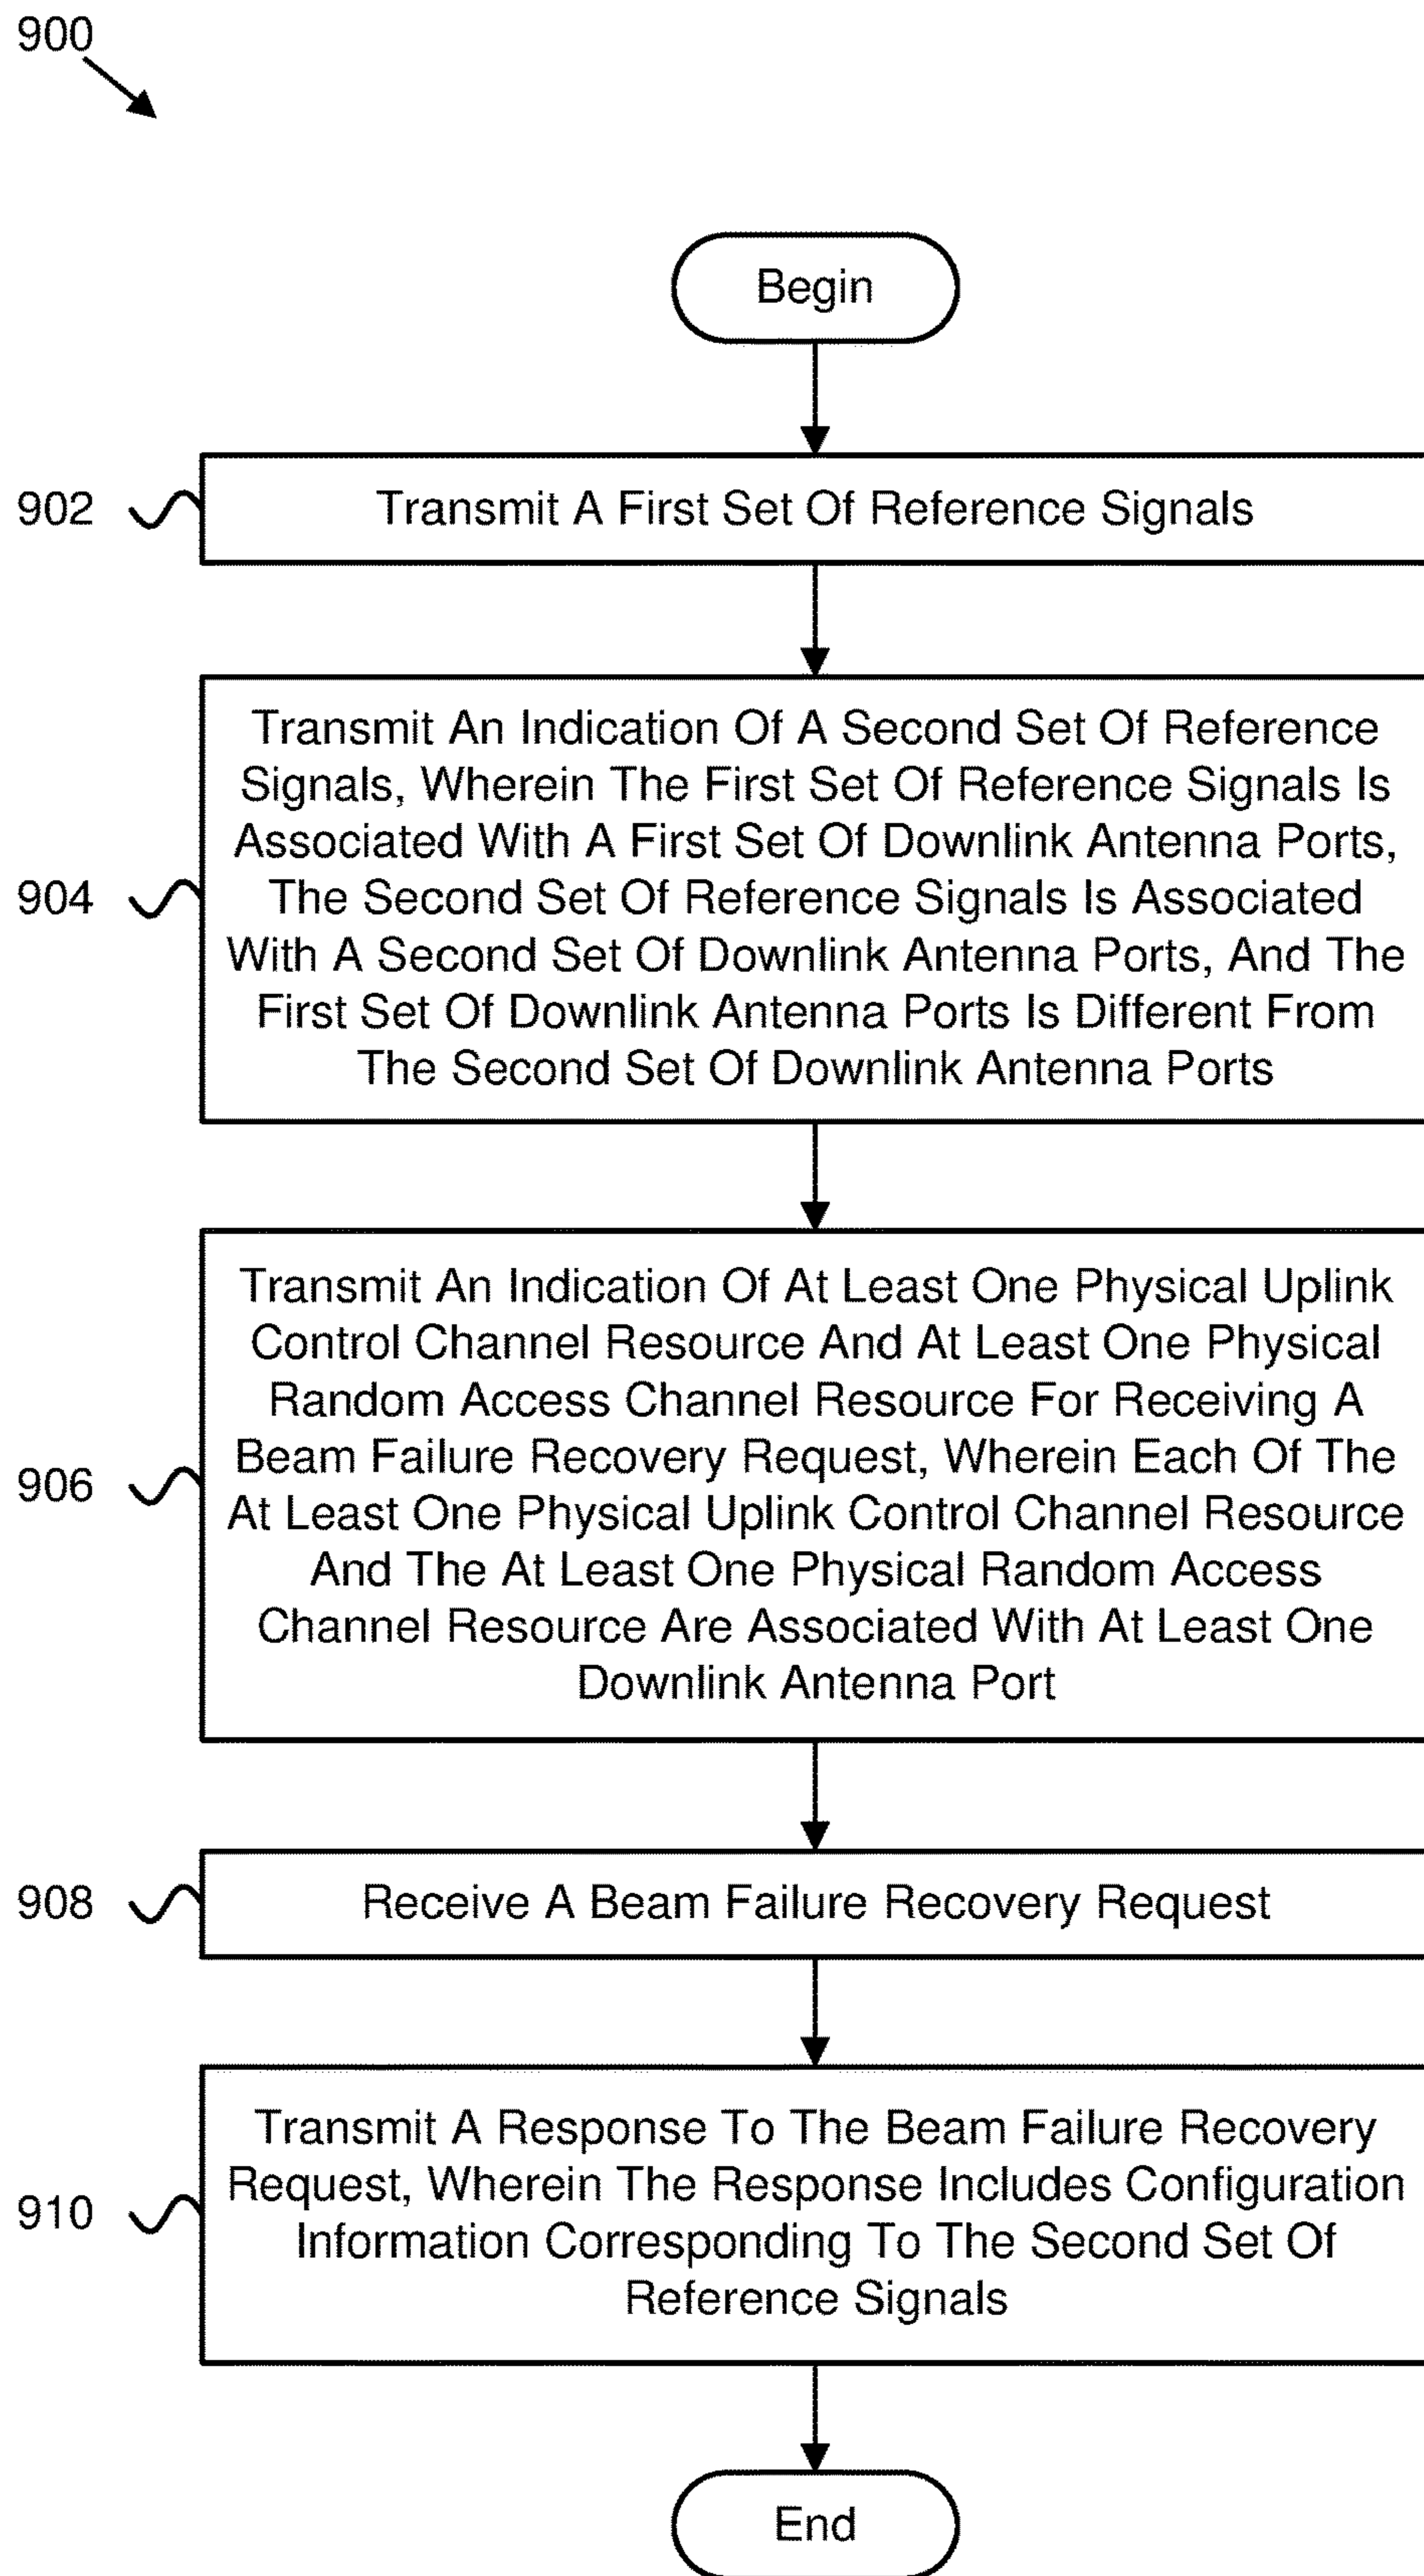 900
Begin
902
Transmit A First Set Of Reference Signals
904
Transmit An Indication Of A Second Set Of Reference
Signals, Wherein The First Set Of Reference Signals Is
Associated With A First Set Of Downlink Antenna Ports,
The Second Set Of Reference Signals Is Associated
With A Second Set Of Downlink Antenna Ports, And The
First Set Of Downlink Antenna Ports Is Different From
The Second Set Of Downlink Antenna Ports
906
Transmit An Indication Of At Least One Physical Uplink
Control Channel Resource And At Least One Physical
Random Access Channel Resource For Receiving A
Beam Failure Recovery Request, Wherein Each Of The
At Least One Physical Uplink Control Channel Resource
And The At Least One Physical Random Access
Channel Resource Are Associated With At Least One
Downlink Antenna Port
908
Receive A Beam Failure Recovery Request
910
Transmit A Response To The Beam Failure Recovery
Request, Wherein The Response Includes Configuration
Information Corresponding To The Second Set Of
Reference Signals
End